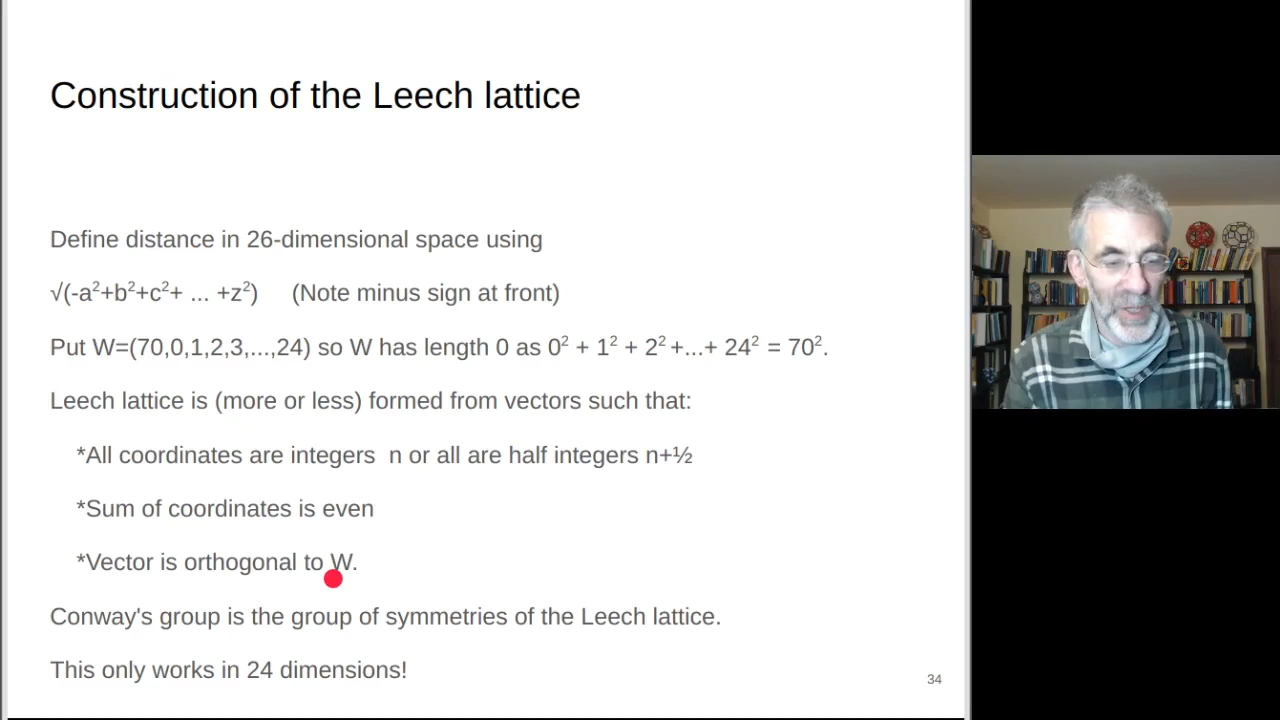 Construction of the Leech lattice
Define distance in 26-dimensional space using
√(-a²+b²+c²+ ... +z²) (Note minus sign at front)
Put W=(70,0,1,2,3,...,24) so W has length 0 as 0² + 1² + 2² +...+ 24² = 70².
Leech lattice is (more or less) formed from vectors such that:
*All coordinates are integers n or all are half integers n+½
*Sum of coordinates is even
*Vector is orthogonal to W.
Conway's group is the group of symmetries of the Leech lattice.
This only works in 24 dimensions!
34